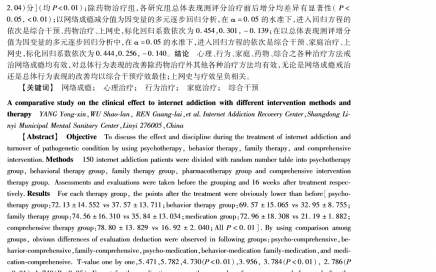 2.04)分](均 P<0.01);除药物治疗组,各研究组总体表现测评分治疗前后增分均差异有显著性( P<
0.05,<0.01);以网络成瘾减分值为因变量的多元逐步回归分析,在 α=0.05 的水准下,进入回归方程的
依次是综合干预、药物治疗、上网史,标化回归系数依次为 0.454,0.301,-0.139;在以总体表现测评分增分值
为因变量的多元逐步回归分析中,在 α=0.05 的水准下,进入回归方程的依次是综合干预、家庭治疗、上
网史,标化回归系数依次为 0.444,0.256,-0.140。结论 心理、行为、家庭、药物、综合之各种治疗方法或
治网络成瘾均有效,对总体行为表现的改善除药物治疗外其他各种治疗方法均有效,无论是网络成瘾戒治
还是总体行为表现的改善均以综合干预疗效最佳;上网史与疗效呈负相关。
【关键词】 网络成瘾; 心理治疗; 行为治疗; 家庭治疗; 综合干预
A comparative study on the clinical effect to internet addiction with different intervention methods and
therapy YANG Yong-xin,WU Shao-lan, REN Guang-lai,et al. Internet Addiction Recovery Center,Shangdong Li-
nyi Municipal Mental Sanitary Center,Linyi 276005,China
【Abstract】 Objective To discuss the effect and discipline during the treatment of internet addiction and
turnover of pathogenetic condition by using psychotherapy, behavior therapy, family therapy, and comprehensive
intervention. Methods 150 internet addiction patients were divided with random number table into psychotherapy
group, behavioral therapy group, family therapy group, pharmacotherapy group and comprehensive intervention
therapy group. Assessments and evaluations were taken before the grouping and 16 weeks after treatment respec-
tively. Results For each therapy group, the points after the treatment were obviously lower than before[ psycho-
therapy group:72.13±14.552 vs 37.57±13.711;behavior therapy group:69.57±15.065 vs 32.95±8.755;
family therapy group:74.56±16.310 vs 35.84±13.034;medication group:72.96±18.308 vs 21.19±1.882;
comprehensive therapy group:78.80±13.829 vs 16.92±2.040;All P<0.01]. By using comparison among
groups, obvious differences of evaluation deduction were observed in following groups;psycho-comprehensive,be-
havior-comprehensive,family-comprehensive,psycho-medication,behavior-medication family-medication,and medi-
cation-comprehensive. T-value one by one,5.471,5.782,4.730(P<0.01),3.956,3.784(P<0.01),2.786(P